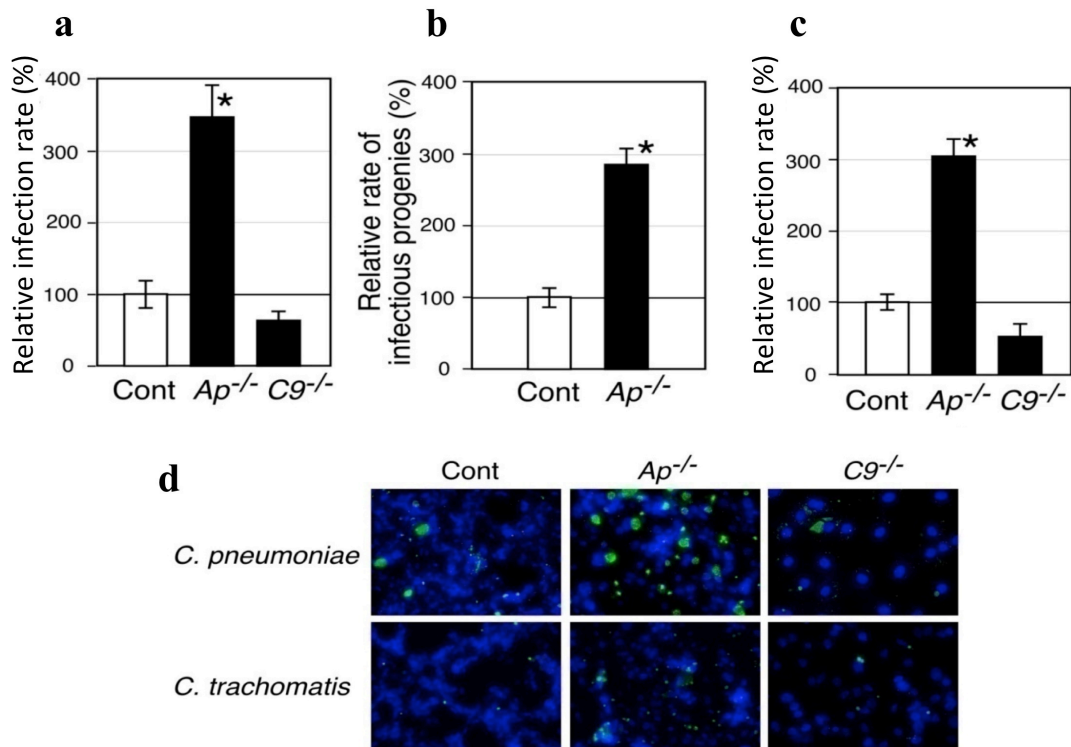 a
Relative infection rate (%)
400
300
200
100
0
Cont Ap-/- C9-/-
b
Relative rate of
infectious progenies (%)
400
300
200
100
0
*
Cont Ap-/-
c
Relative infection rate (%)
400
300
200
100
0
*
Cont Ap-/- C9-/-
*
d
Cont Ap-/- C9-/-
C. pneumoniae
C. trachomatis